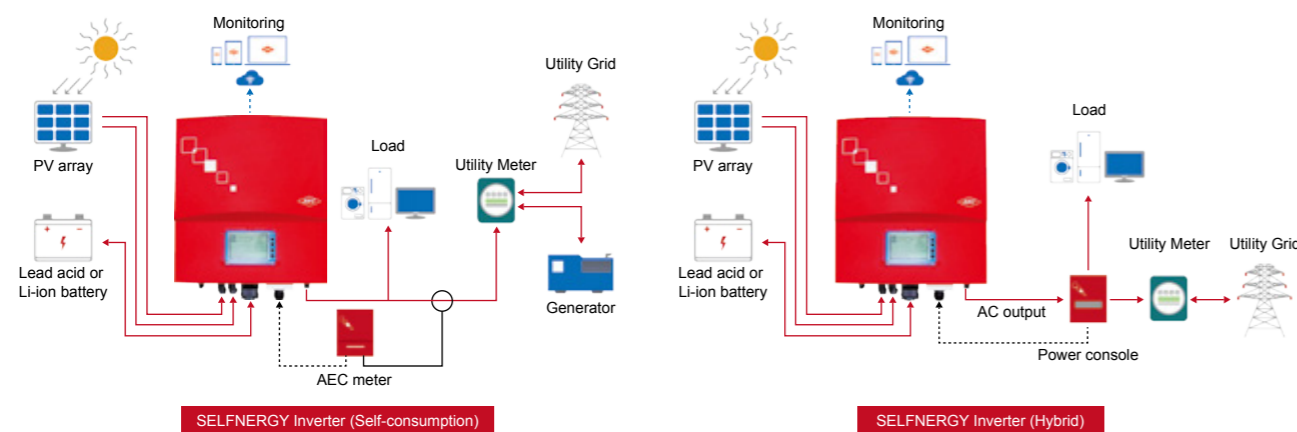 Monitoring
Utility Grid
PV array
Load
Utility Meter
Lead acid or
Li-ion battery
Generator
AEC meter
SELFNERGY Inverter (Self-consumption)
Monitoring
Load
PV array
Utility Meter
Utility Grid
Lead acid or
Li-ion battery
AC output
Power console
SELFNERGY Inverter (Hybrid)